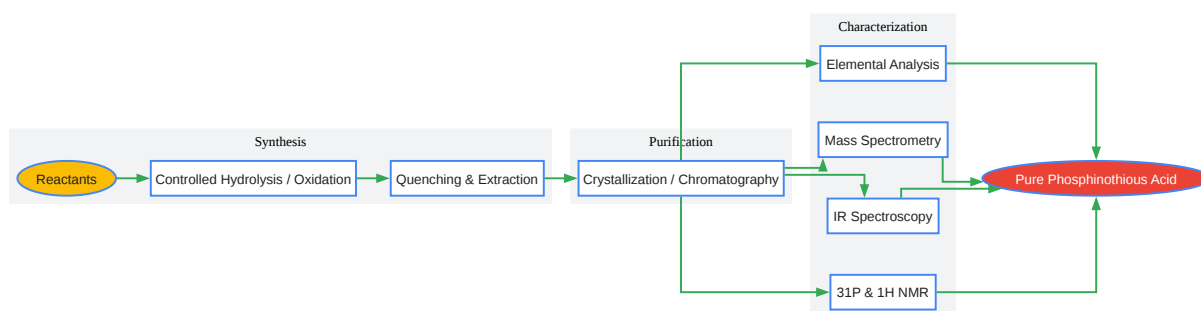 Synthesis
Reactants
Controlled Hydrolysis / Oxidation
Quenching & Extraction
Purification
Crystallization / Chromatography
Characterization
Elemental Analysis
Mass Spectrometry
IR Spectroscopy
31P & 1H NMR
Pure Phosphinothious Acid